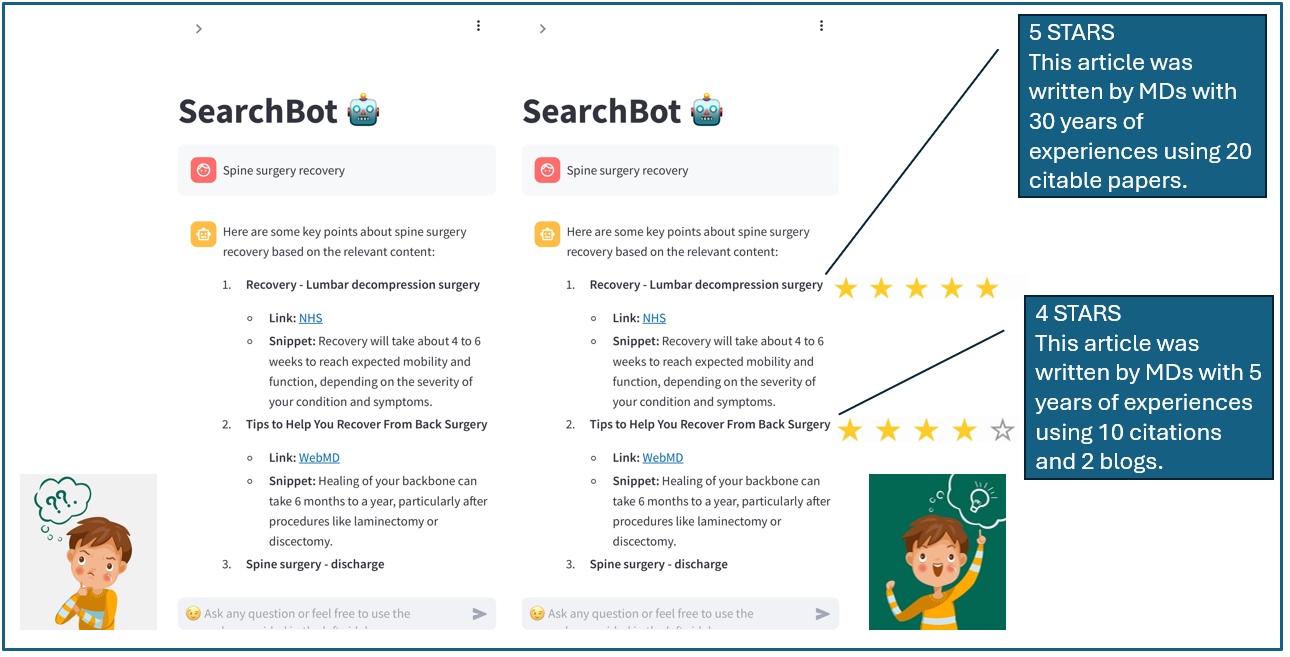 SearchBot
Spine surgery recovery
Here are some key points about spine surgery
recovery based on the relevant content:
1. Recovery - Lumbar decompression surgery
Link: NHS
Snippet: Recovery will take about 4 to 6
weeks to reach expected mobility and
function, depending on the severity of
your condition and symptoms.
2. Tips to Help You Recover From Back Surgery
Link: WebMD
Snippet: Healing of your backbone can
take 6 months to a year, particularly after
procedures like laminectomy or
discectomy.
3. Spine surgery - discharge
Ask any question or feel free to use the
??.
SearchBot
Spine surgery recovery
Here are some key points about spine surgery
recovery based on the relevant content:
1. Recovery - Lumbar decompression surgery
Link: NHS
Snippet: Recovery will take about 4 to 6
weeks to reach expected mobility and
function, depending on the severity of
your condition and symptoms.
2. Tips to Help You Recover From Back Surgery
Link: WebMD
Snippet: Healing of your backbone can
take 6 months to a year, particularly after
procedures like laminectomy or
discectomy.
3. Spine surgery - discharge
Ask any question or feel free to use the
5 STARS
This article was
written by MDs with
30 years of
experiences using 20
citable papers.
4 STARS
This article was
written by MDs with 5
years of experiences
using 10 citations
and 2 blogs.